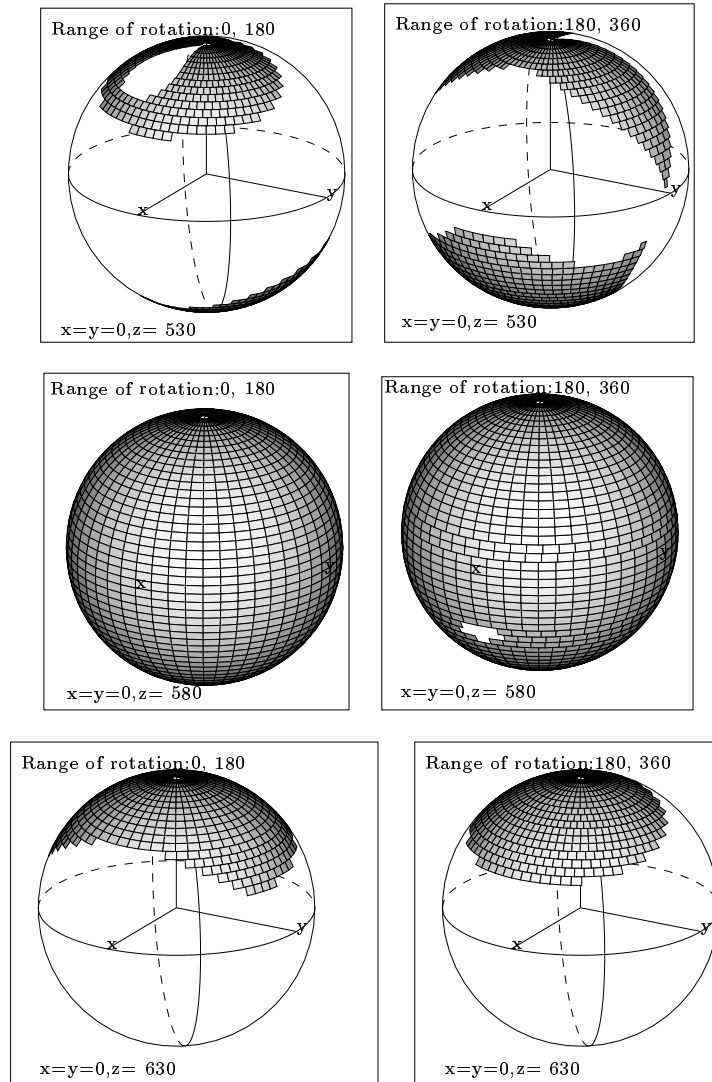 Range of rotation:0, 180
x
y
x=y=0,z= 530
Range of rotation:180, 360
x
y
x=y=0,z= 530
Range of rotation:0, 180
x
y
x=y=0,z= 580
Range of rotation:180, 360
x
y
x=y=0,z= 580
Range of rotation:0, 180
x
y
x=y=0,z= 630
Range of rotation:180, 360
x
y
x=y=0,z= 630